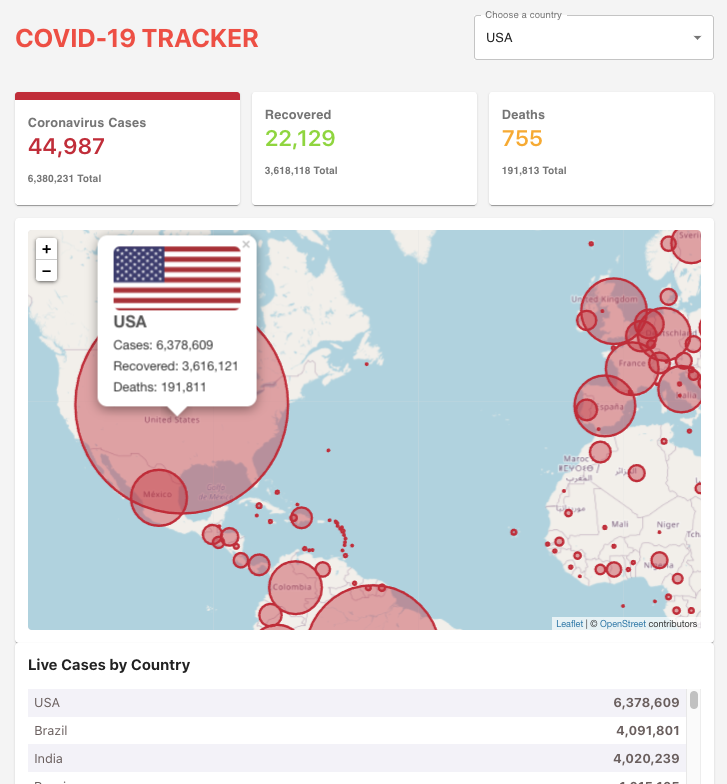 COVID-19 TRACKER
Choose a country
USA
Coronavirus Cases
44,987
6,380,231 Total
Recovered
22,129
3,618,118 Total
Deaths
755
191,813 Total
+
−
×
USA
Cases: 6,378,609
Recovered: 3,616,121
Deaths: 191,811
United States
México
Golfo
de México
Colombia
Sverige
United Kingdom
Deutschland
France
España
Italia
Maroc
الجزائر
Mali
Niger
Nigeria
Leaflet | © OpenStreet contributors
Live Cases by Country
USA 6,378,609
Brazil 4,091,801
India 4,020,239